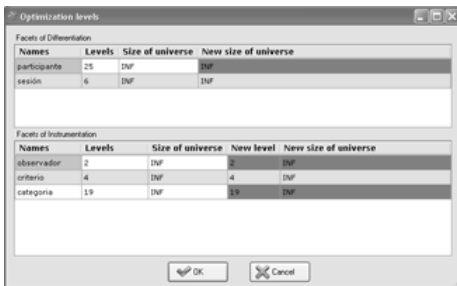 Optimization levels
Facets of Differentiation
Names Levels Size of universe New size of universe
participante 25 INF INF
sesión 6 INF INF
Facets of Instrumentation
Names Levels Size of universe New level New size of universe
observador 2 INF 2 INF
criterio 4 INF 4 INF
categoria 19 INF 19 INF
OK Cancel